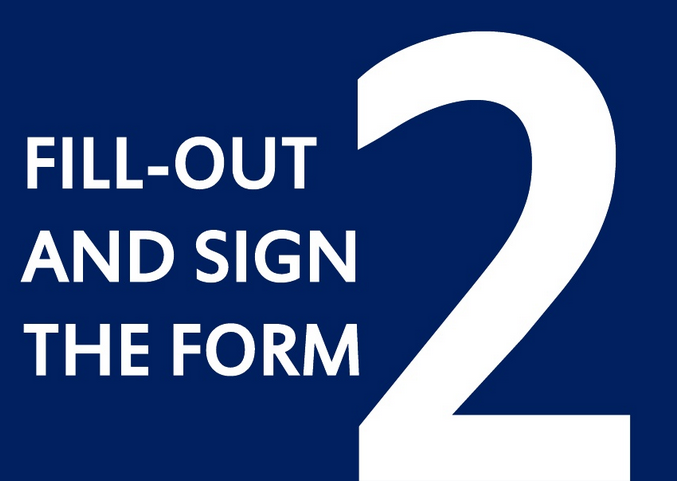 FILL-OUT
AND SIGN
THE FORM
2